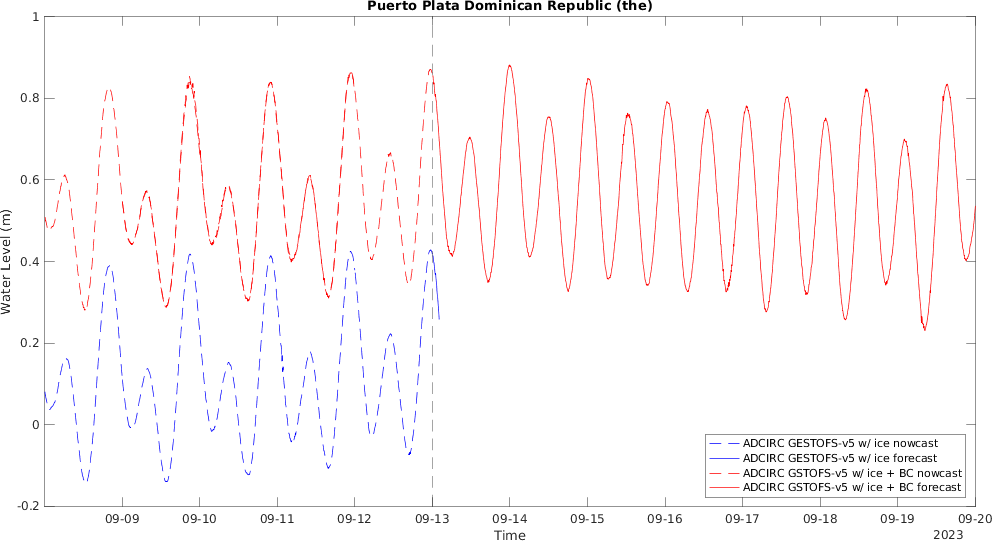 Puerto Plata Dominican Republic (the)
Water Level (m)
1
0.8
0.6
0.4
0.2
0
-0.2
ADCIRC GESTOFS-v5 w/ ice nowcast
ADCIRC GESTOFS-v5 w/ ice forecast
ADCIRC GSTOFS-v5 w/ ice + BC nowcast
ADCIRC GSTOFS-v5 w/ ice + BC forecast
09-09 09-10 09-11 09-12 09-13 09-14 09-15 09-16 09-17 09-18 09-19 09-20
Time
2023